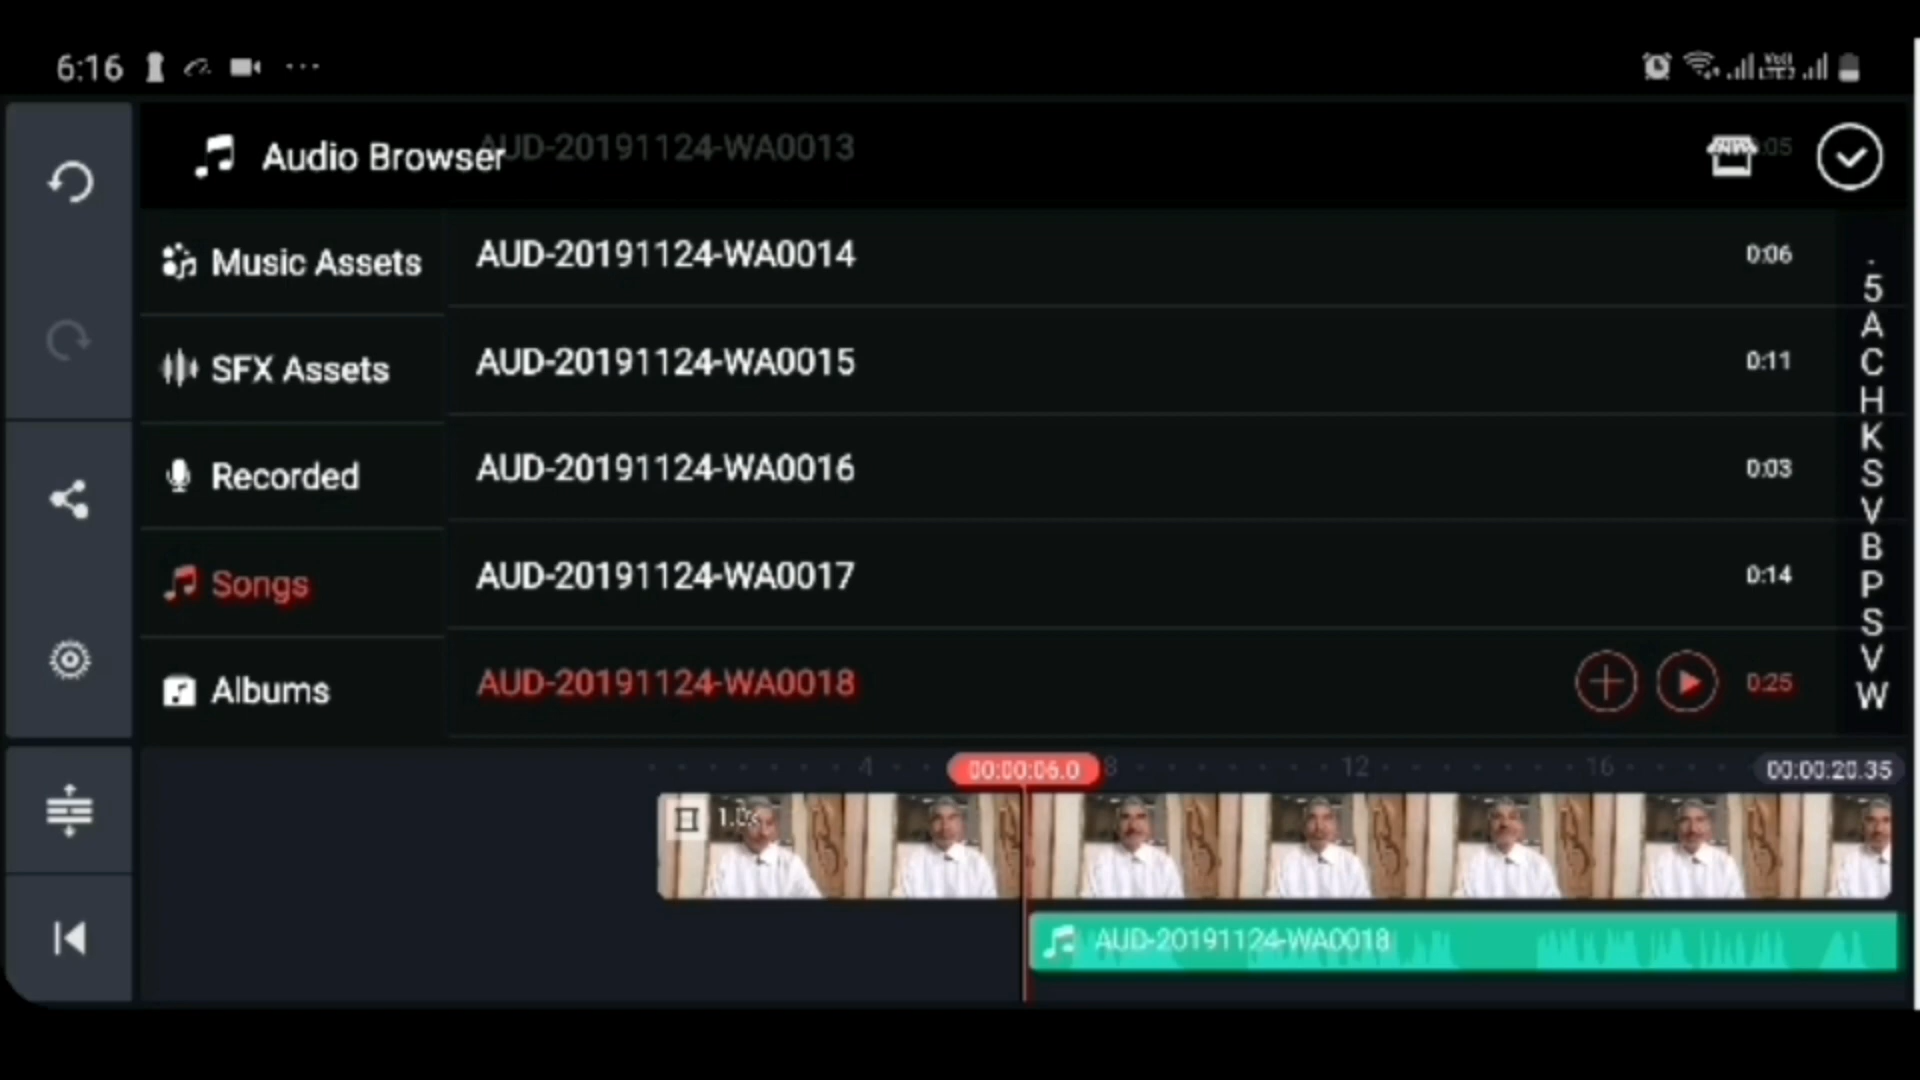 6:16
Audio Browser
AUD-20191124-WA0013
:05
Music Assets
SFX Assets
Recorded
Songs
Albums
AUD-20191124-WA0014 0:06
AUD-20191124-WA0015 0:11
AUD-20191124-WA0016 0:03
AUD-20191124-WA0017 0:14
AUD-20191124-WA0018 0:25
5
A
C
H
K
S
V
B
P
S
V
W
4 00:00:06.0 8 12 16 00:00:20.35
AUD-20191124-WA0018